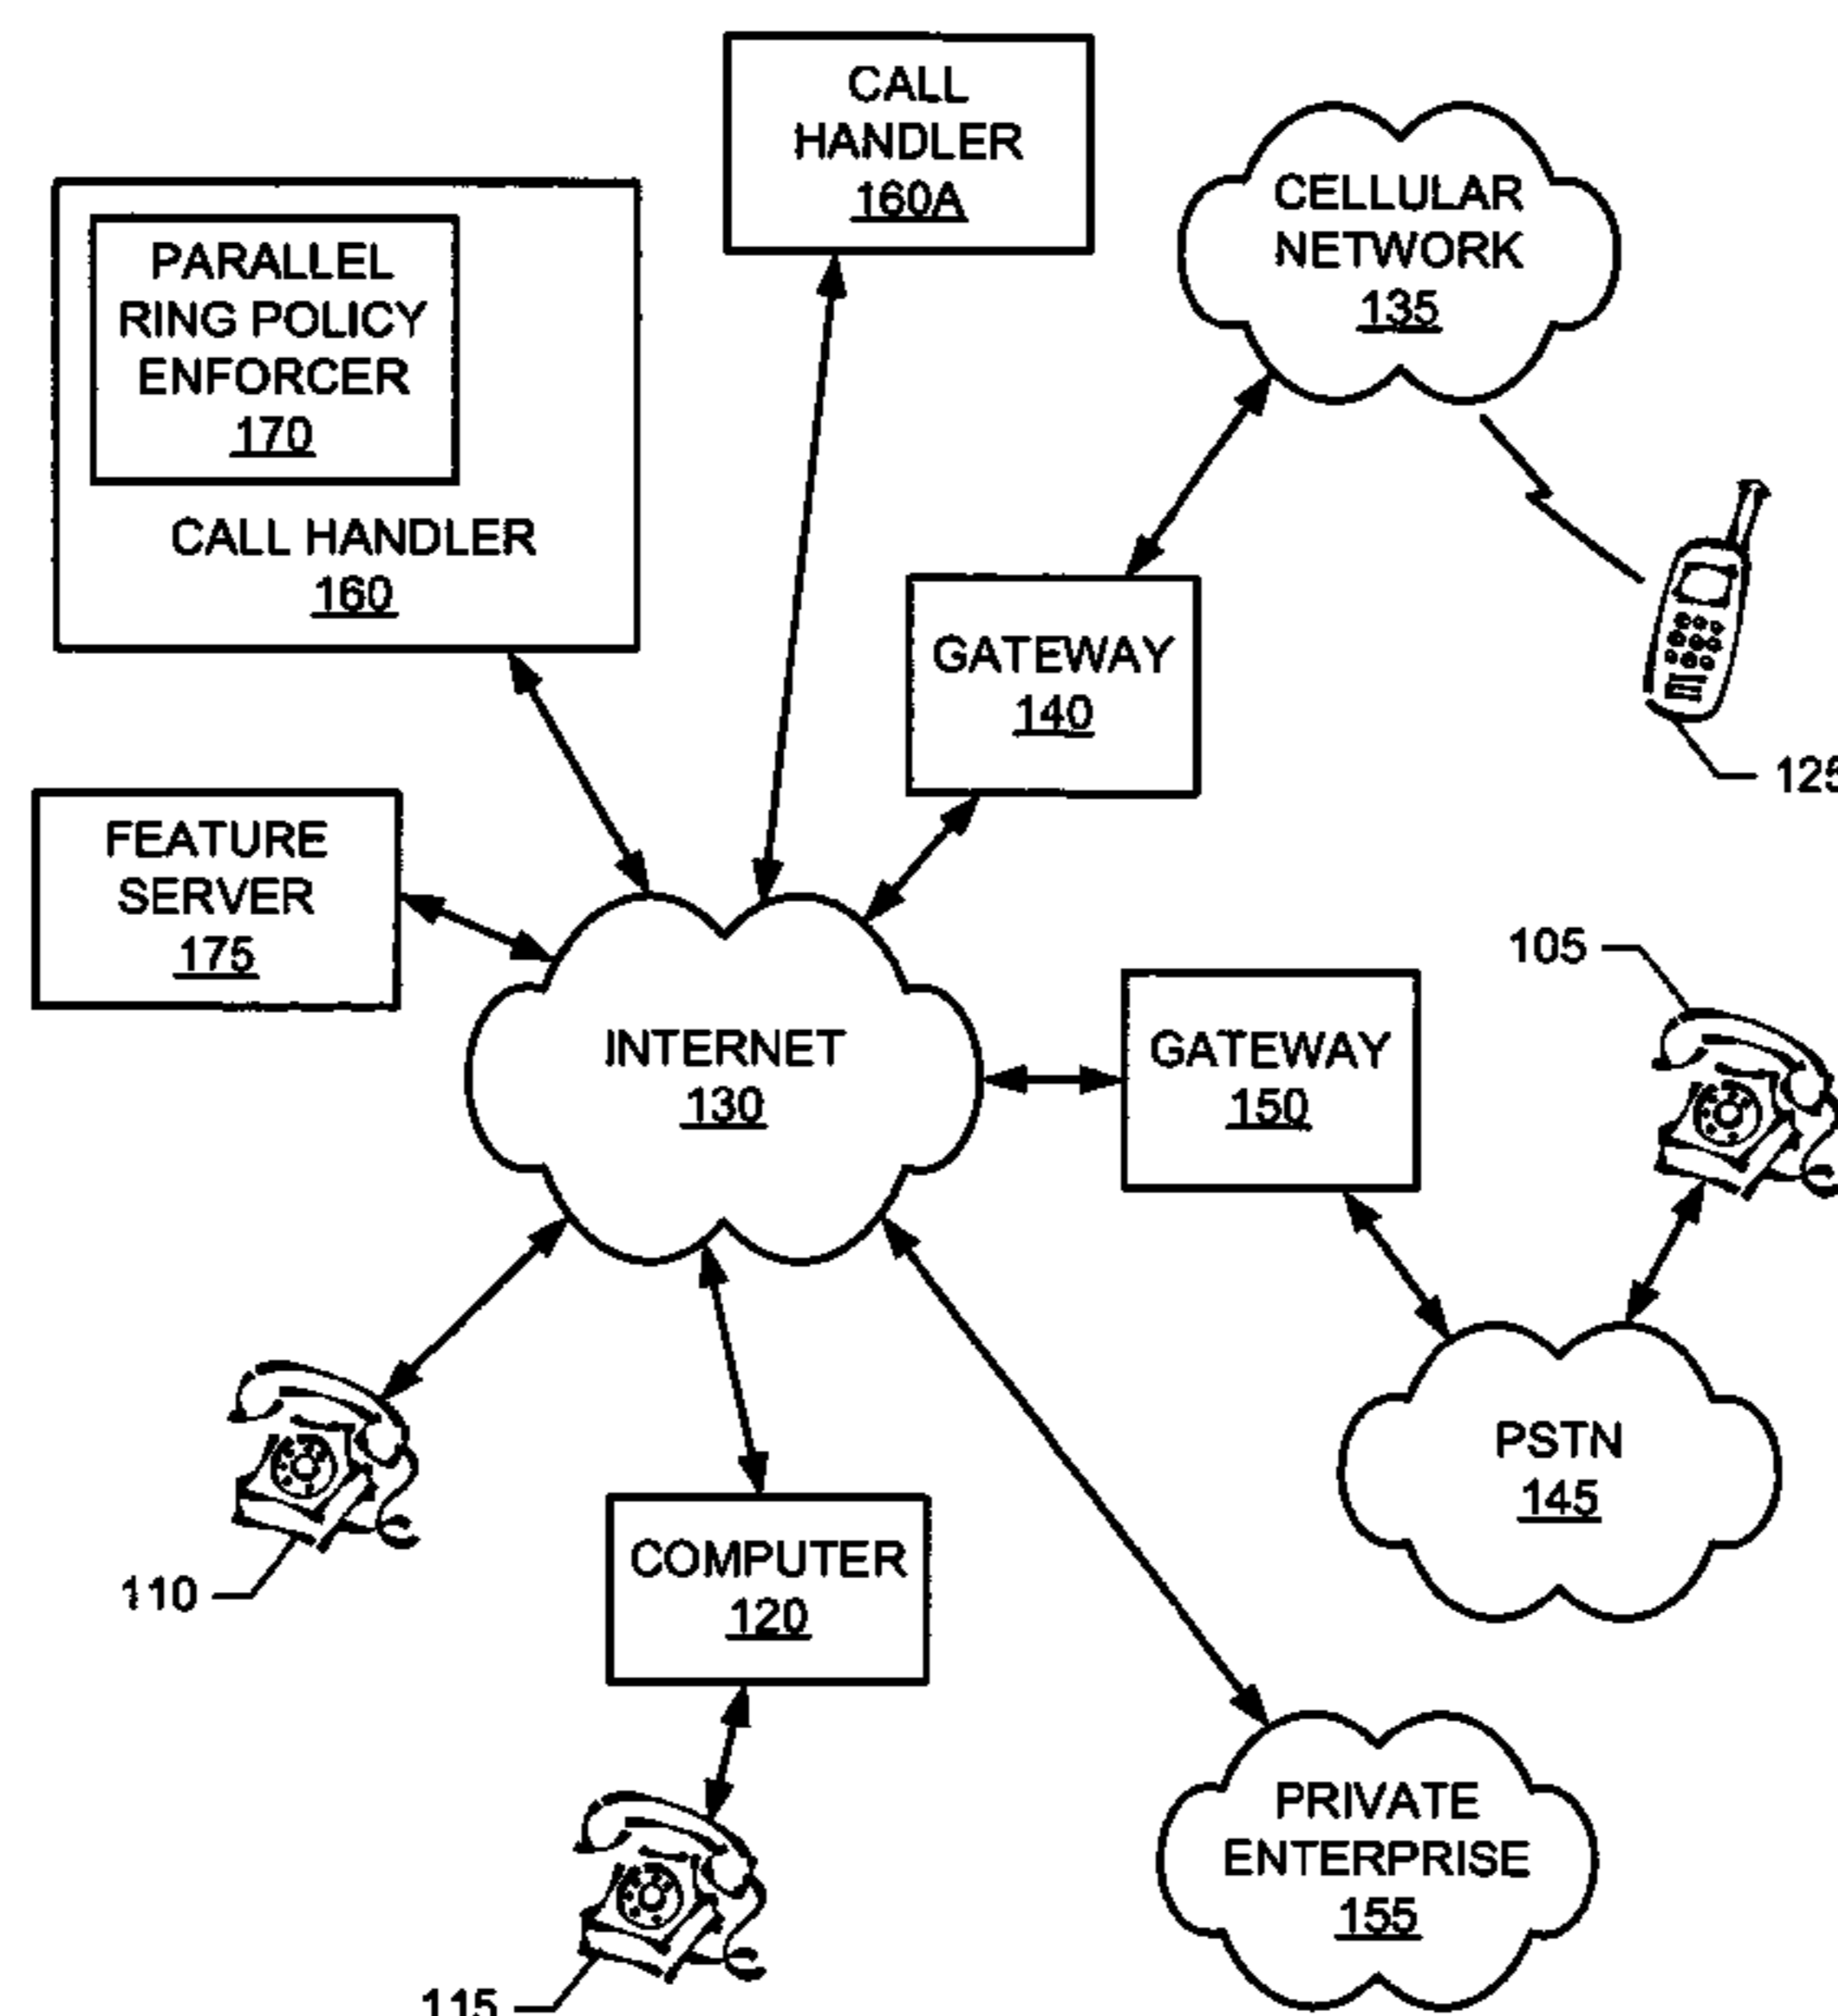 CALL
HANDLER
160A
CELLULAR
NETWORK
135
PARALLEL
RING POLICY
ENFORCER
170
CALL HANDLER
160
GATEWAY
140
125
FEATURE
SERVER
175
105
INTERNET
130
GATEWAY
150
PSTN
145
110
COMPUTER
120
PRIVATE
ENTERPRISE
155
115